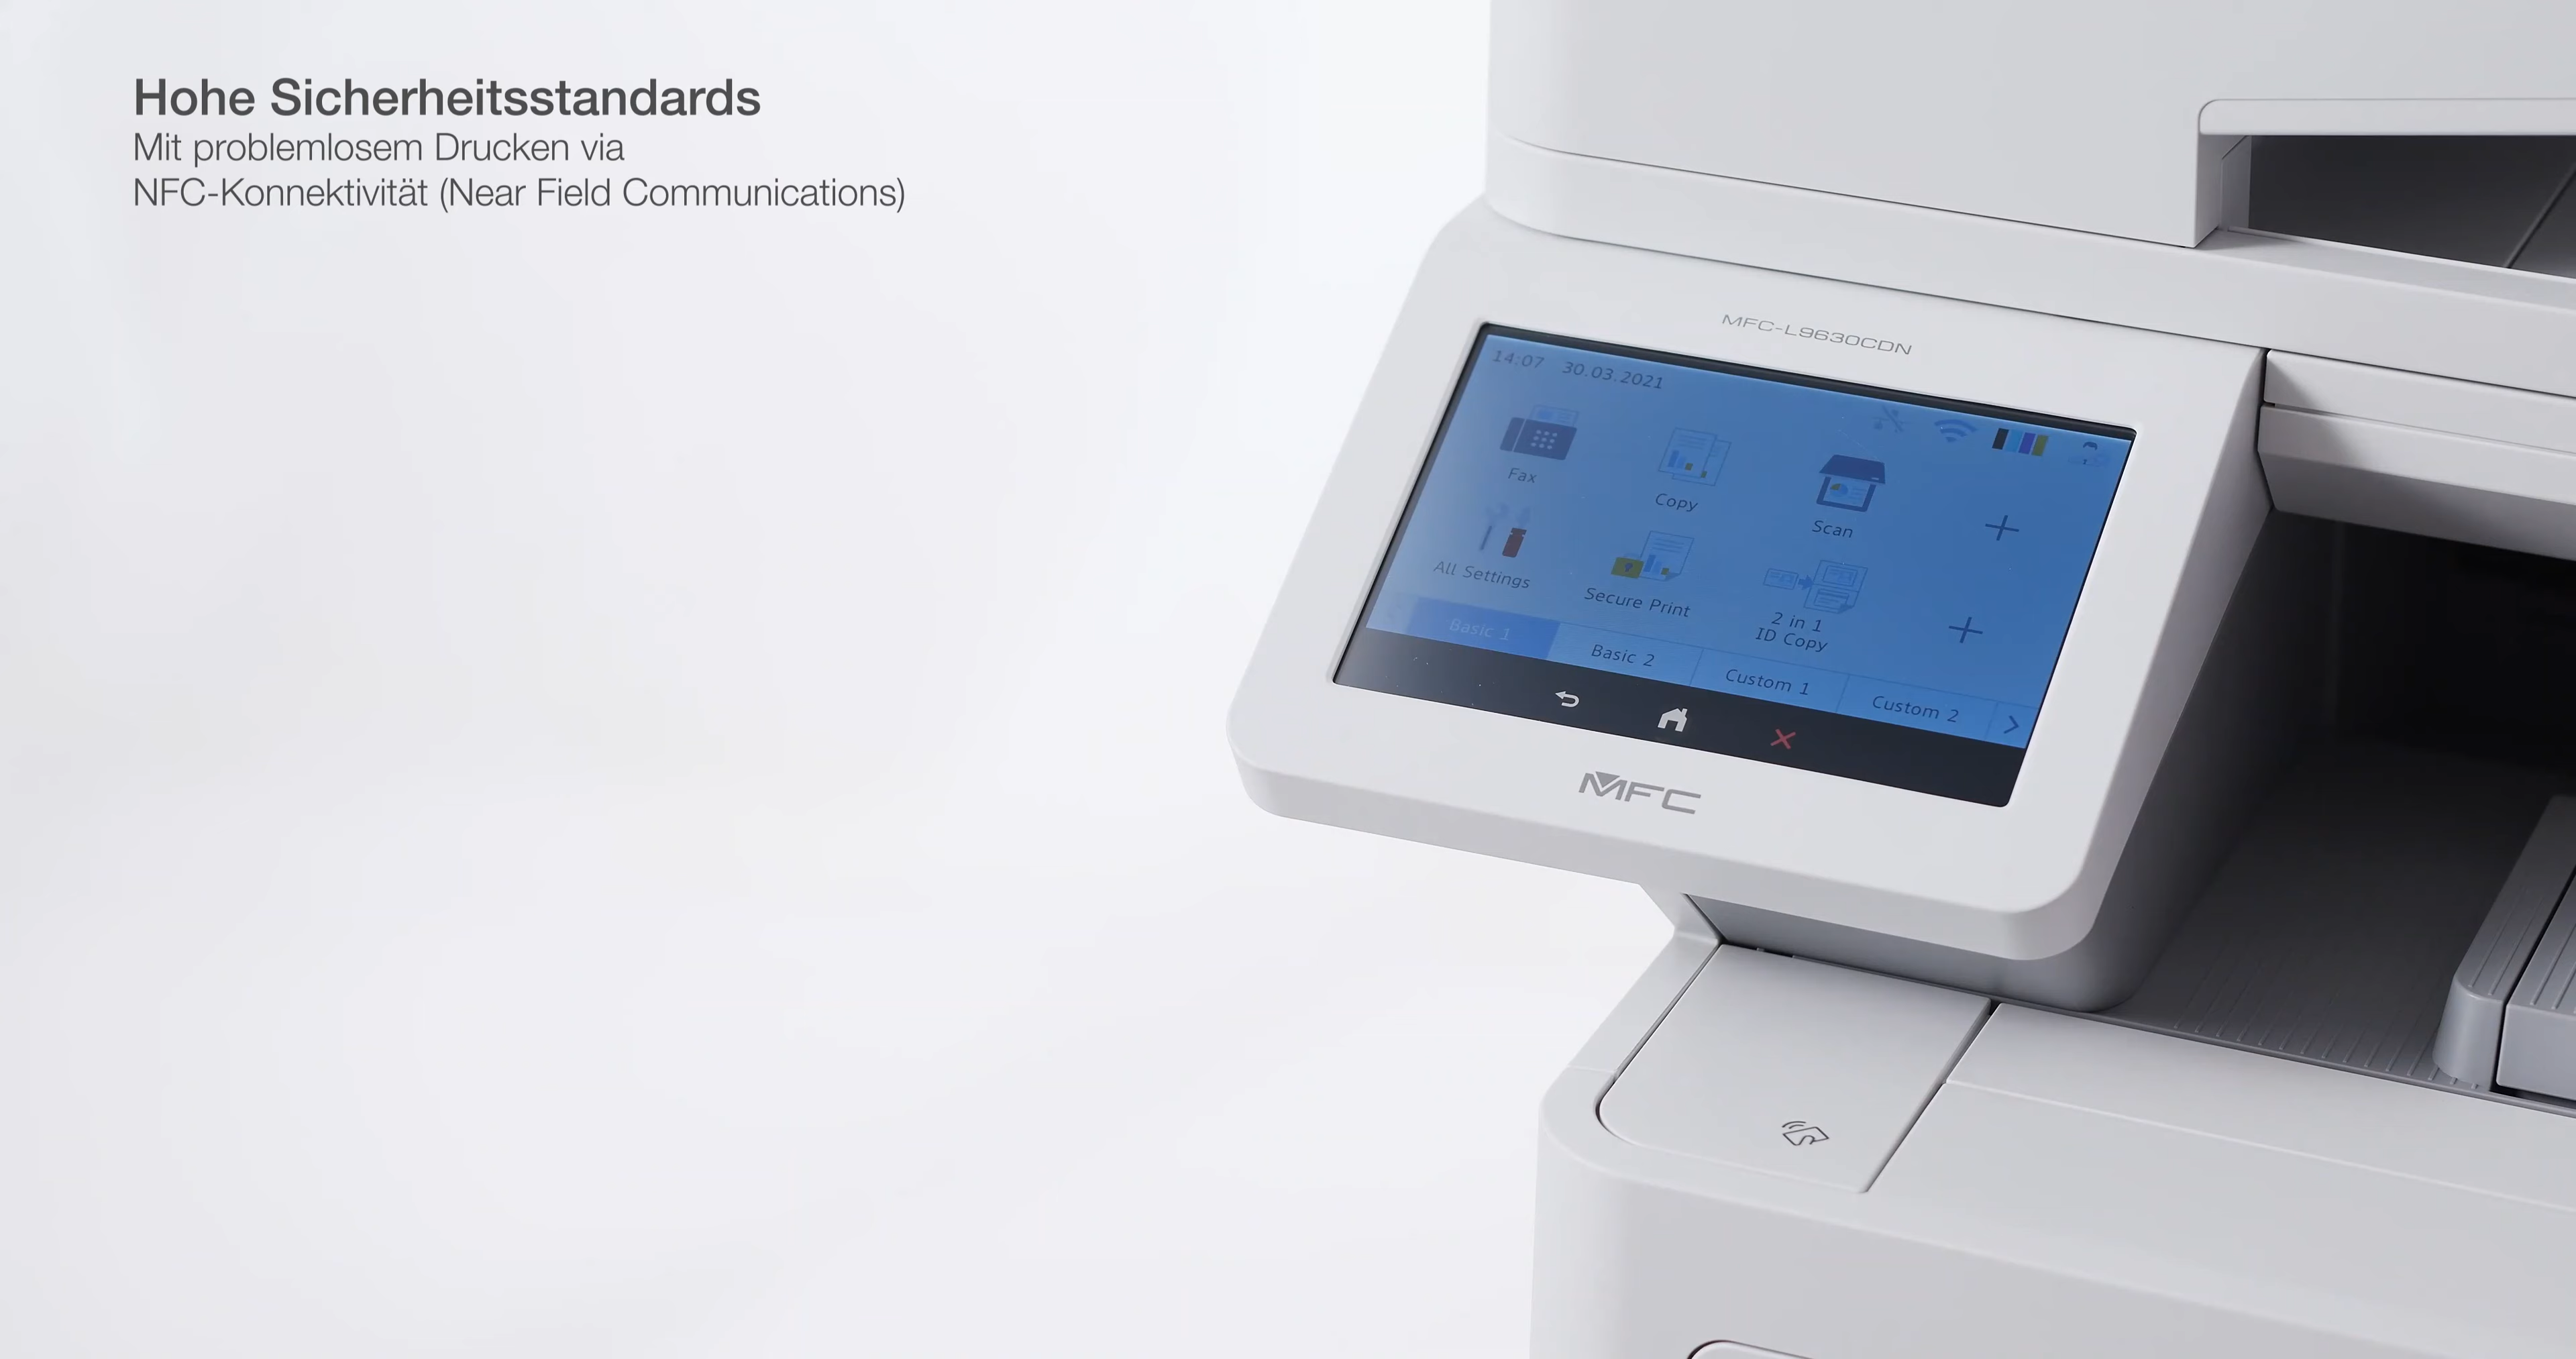 Hohe Sicherheitsstandards
Mit problemlosem Drucken via
NFC-Konnektivität (Near Field Communications)
MFC-L9630CDN
14:07 30.03.2021
Fax
Copy
Scan
All Settings
Secure Print
2 in 1
ID Copy
Basic 1
Basic 2
Custom 1
Custom 2
MFC